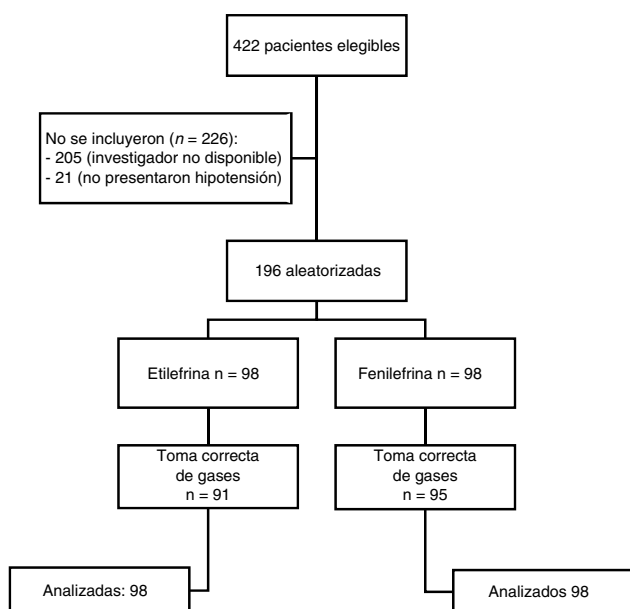 422 pacientes elegibles
No se incluyeron (n = 226):
- 205 (investigador no disponible)
- 21 (no presentaron hipotensión)
196 aleatorizadas
Etilefrina n = 98
Fenilefrina n = 98
Toma correcta
de gases
n = 91
Toma correcta
de gases
n = 95
Analizadas: 98
Analizados 98